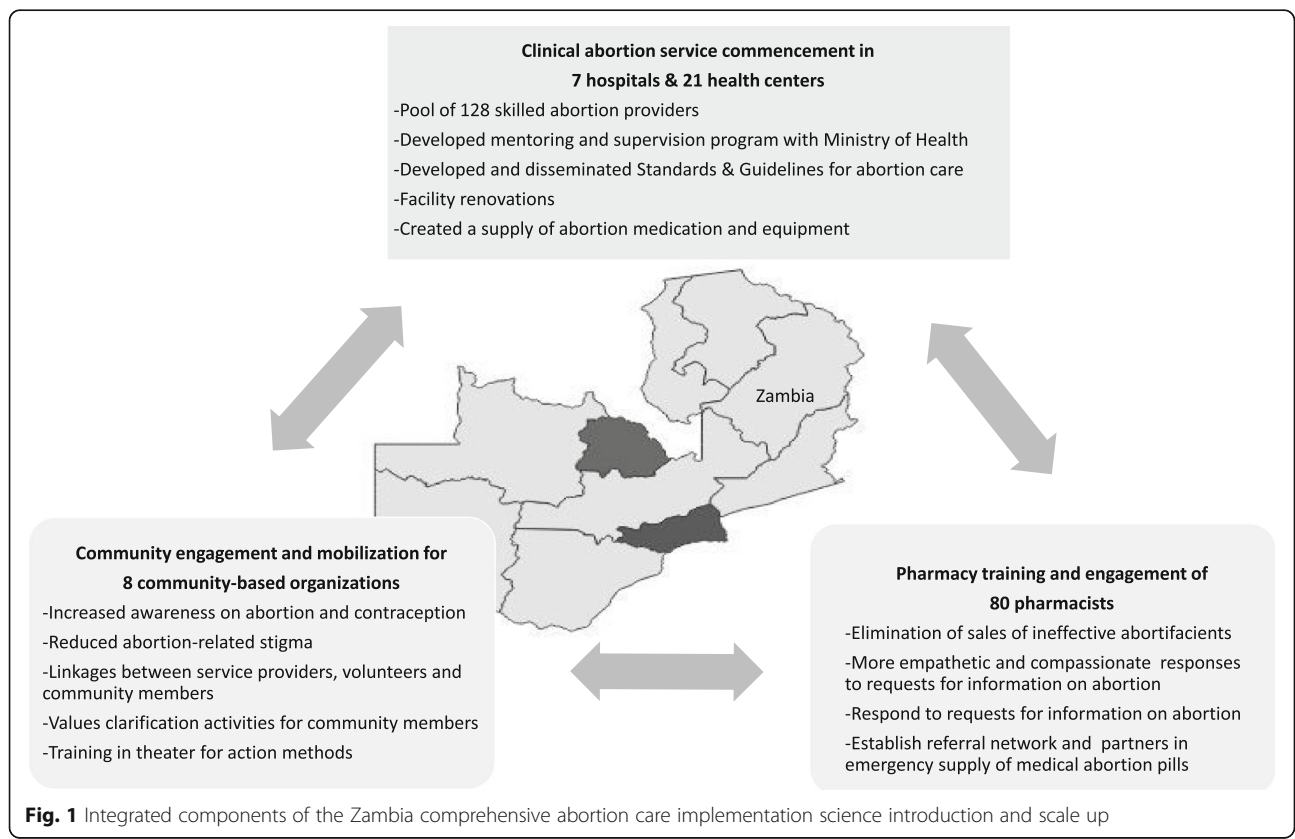 Clinical abortion service commencement in
7 hospitals & 21 health centers
-Pool of 128 skilled abortion providers
-Developed mentoring and supervision program with Ministry of Health
-Developed and disseminated Standards & Guidelines for abortion care
-Facility renovations
-Created a supply of abortion medication and equipment
Zambia
Community engagement and mobilization for
8 community-based organizations
-Increased awareness on abortion and contraception
-Reduced abortion-related stigma
-Linkages between service providers, volunteers and
community members
-Values clarification activities for community members
-Training in theater for action methods
Pharmacy training and engagement of
80 pharmacists
-Elimination of sales of ineffective abortifacients
-More empathetic and compassionate responses
to requests for information on abortion
-Respond to requests for information on abortion
-Establish referral network and partners in
emergency supply of medical abortion pills
Fig. 1 Integrated components of the Zambia comprehensive abortion care implementation science introduction and scale up